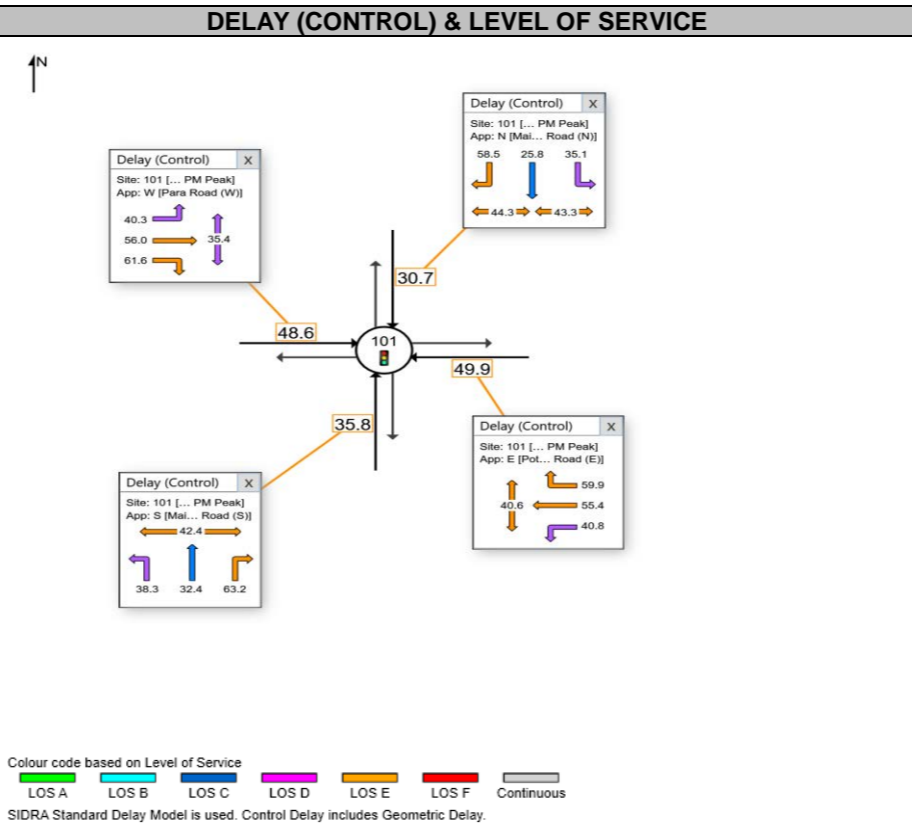 DELAY (CONTROL) & LEVEL OF SERVICE
N
Delay (Control) X
Site: 101 [... PM Peak]
App: N [Mai... Road (N)]
58.5 25.8 35.1
44.3 43.3
Delay (Control) X
Site: 101 [... PM Peak]
App: W [Para Road (W)]
40.3
56.0 35.4
61.6
30.7
48.6
101
49.9
35.8
Delay (Control) X
Site: 101 [... PM Peak]
App: E [Pot... Road (E)]
59.9
40.6 55.4
40.8
Delay (Control) X
Site: 101 [... PM Peak]
App: S [Mai... Road (S)]
42.4
38.3 32.4 63.2
Colour code based on Level of Service
LOS A LOS B LOS C LOS D LOS E LOS F Continuous
SIDRA Standard Delay Model is used. Control Delay includes Geometric Delay.